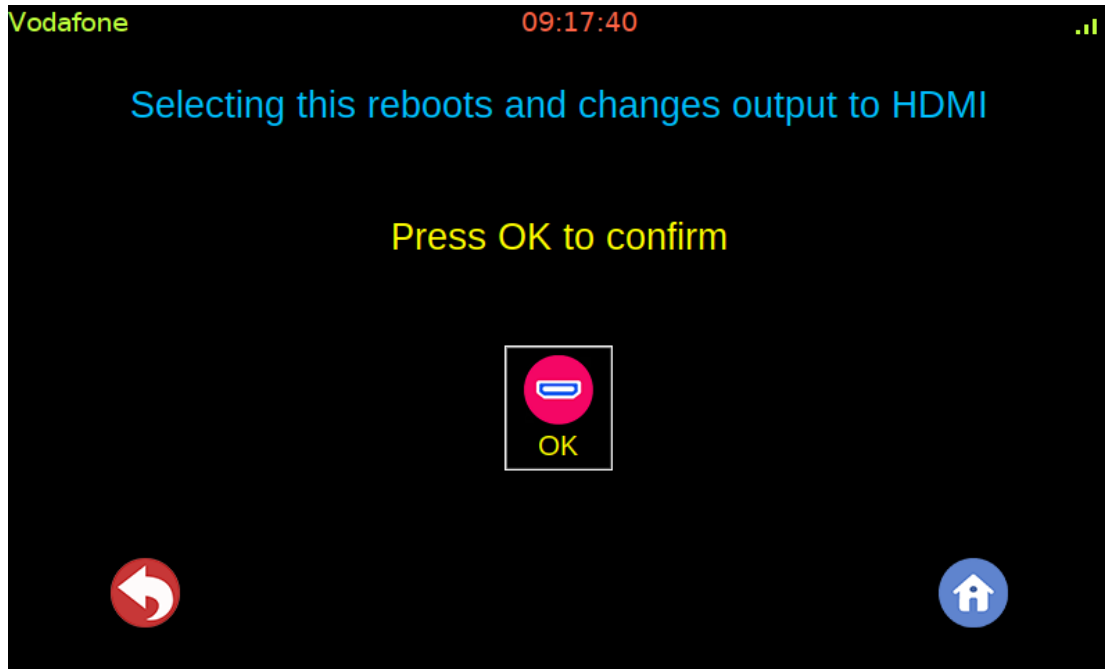 Vodafone
09:17:40
Selecting this reboots and changes output to HDMI
Press OK to confirm
OK